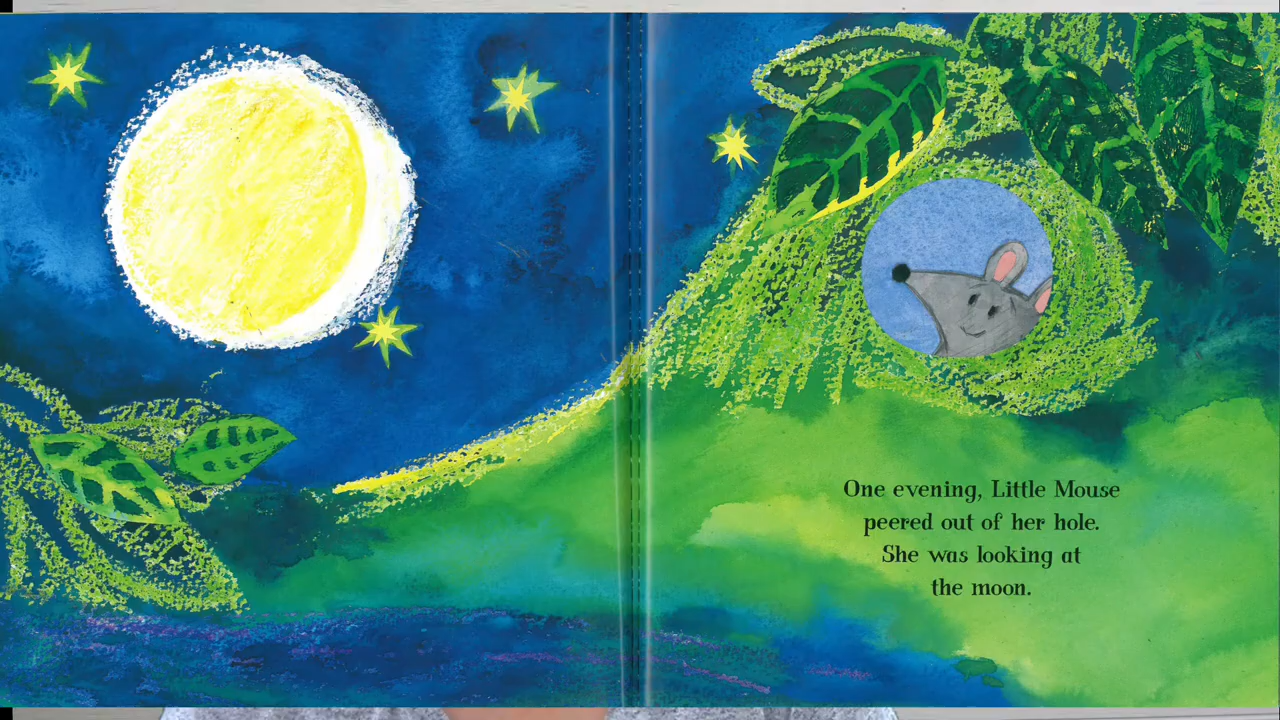 One evening, Little Mouse
peered out of her hole.
She was looking at
the moon.